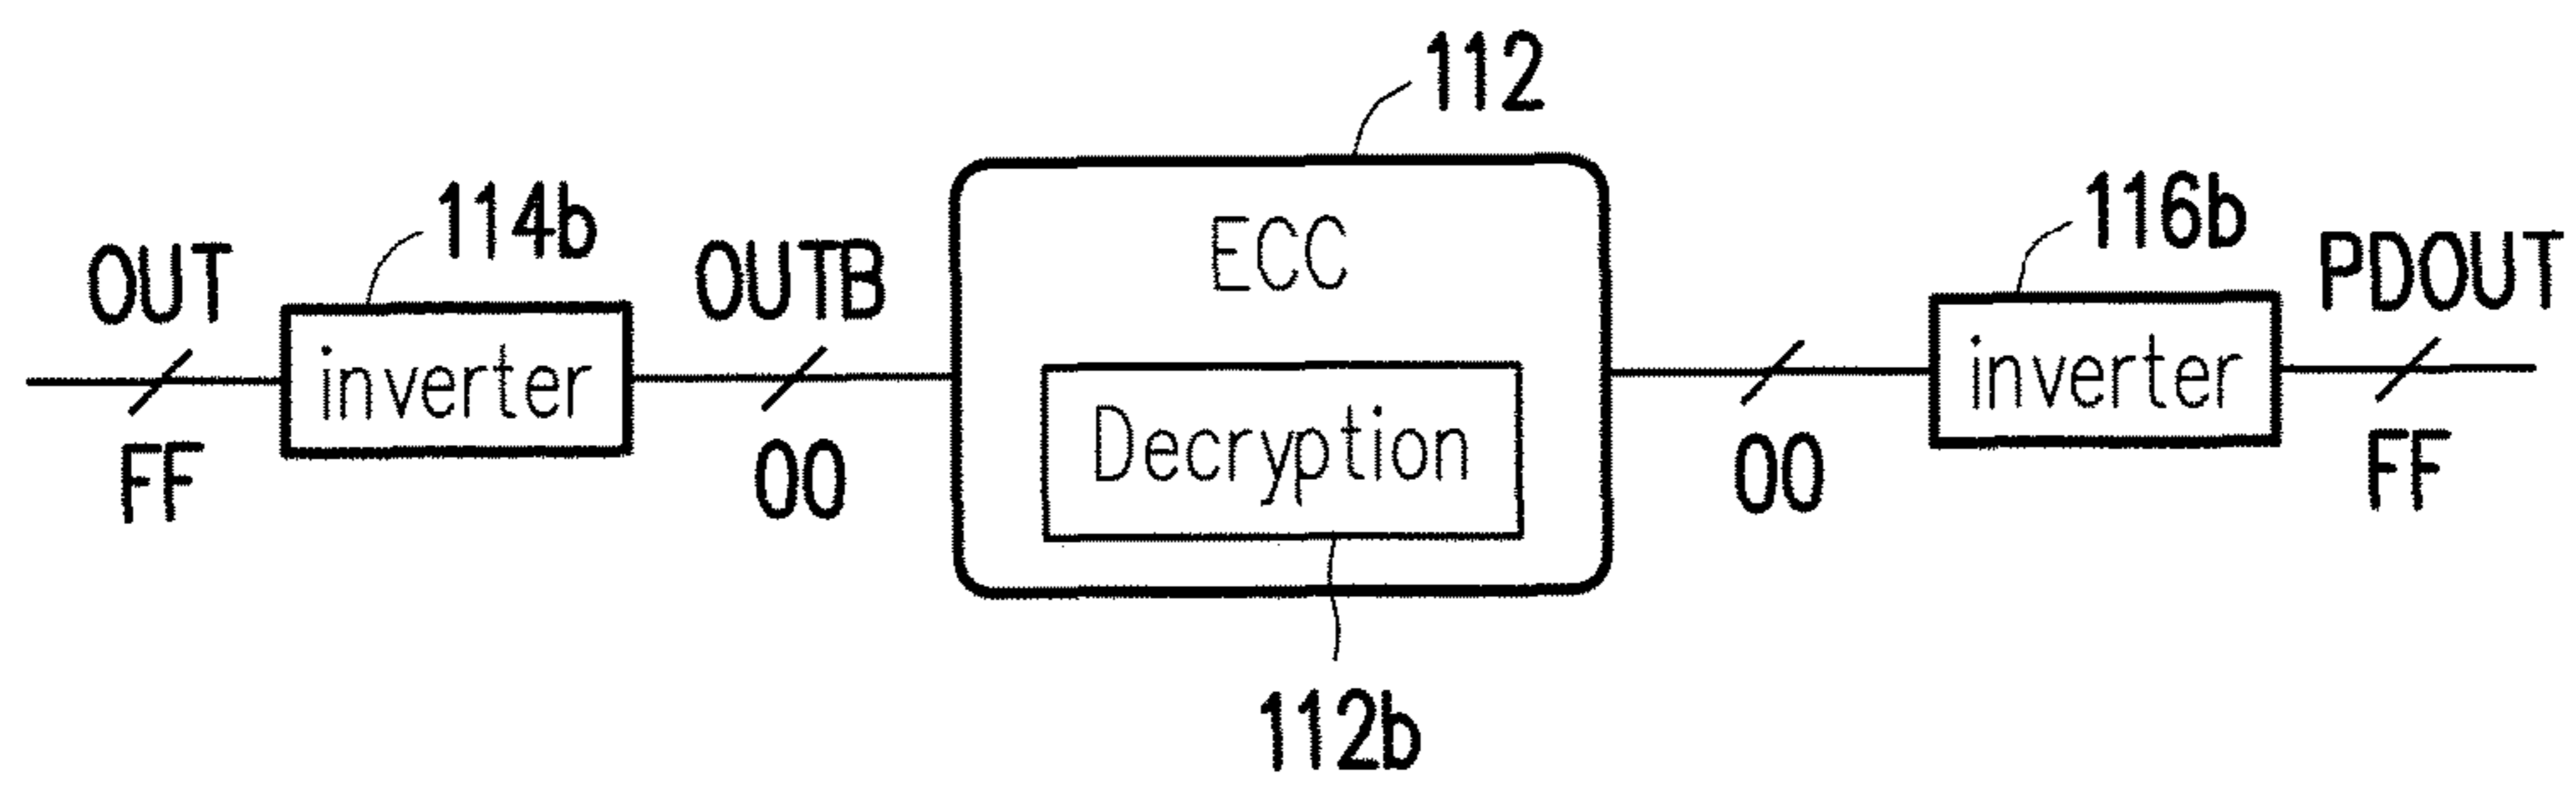 112
114b
116b
OUT
OUTB
ECC
PDOUT
inverter
inverter
Decryption
FF
00
00
FF
112b